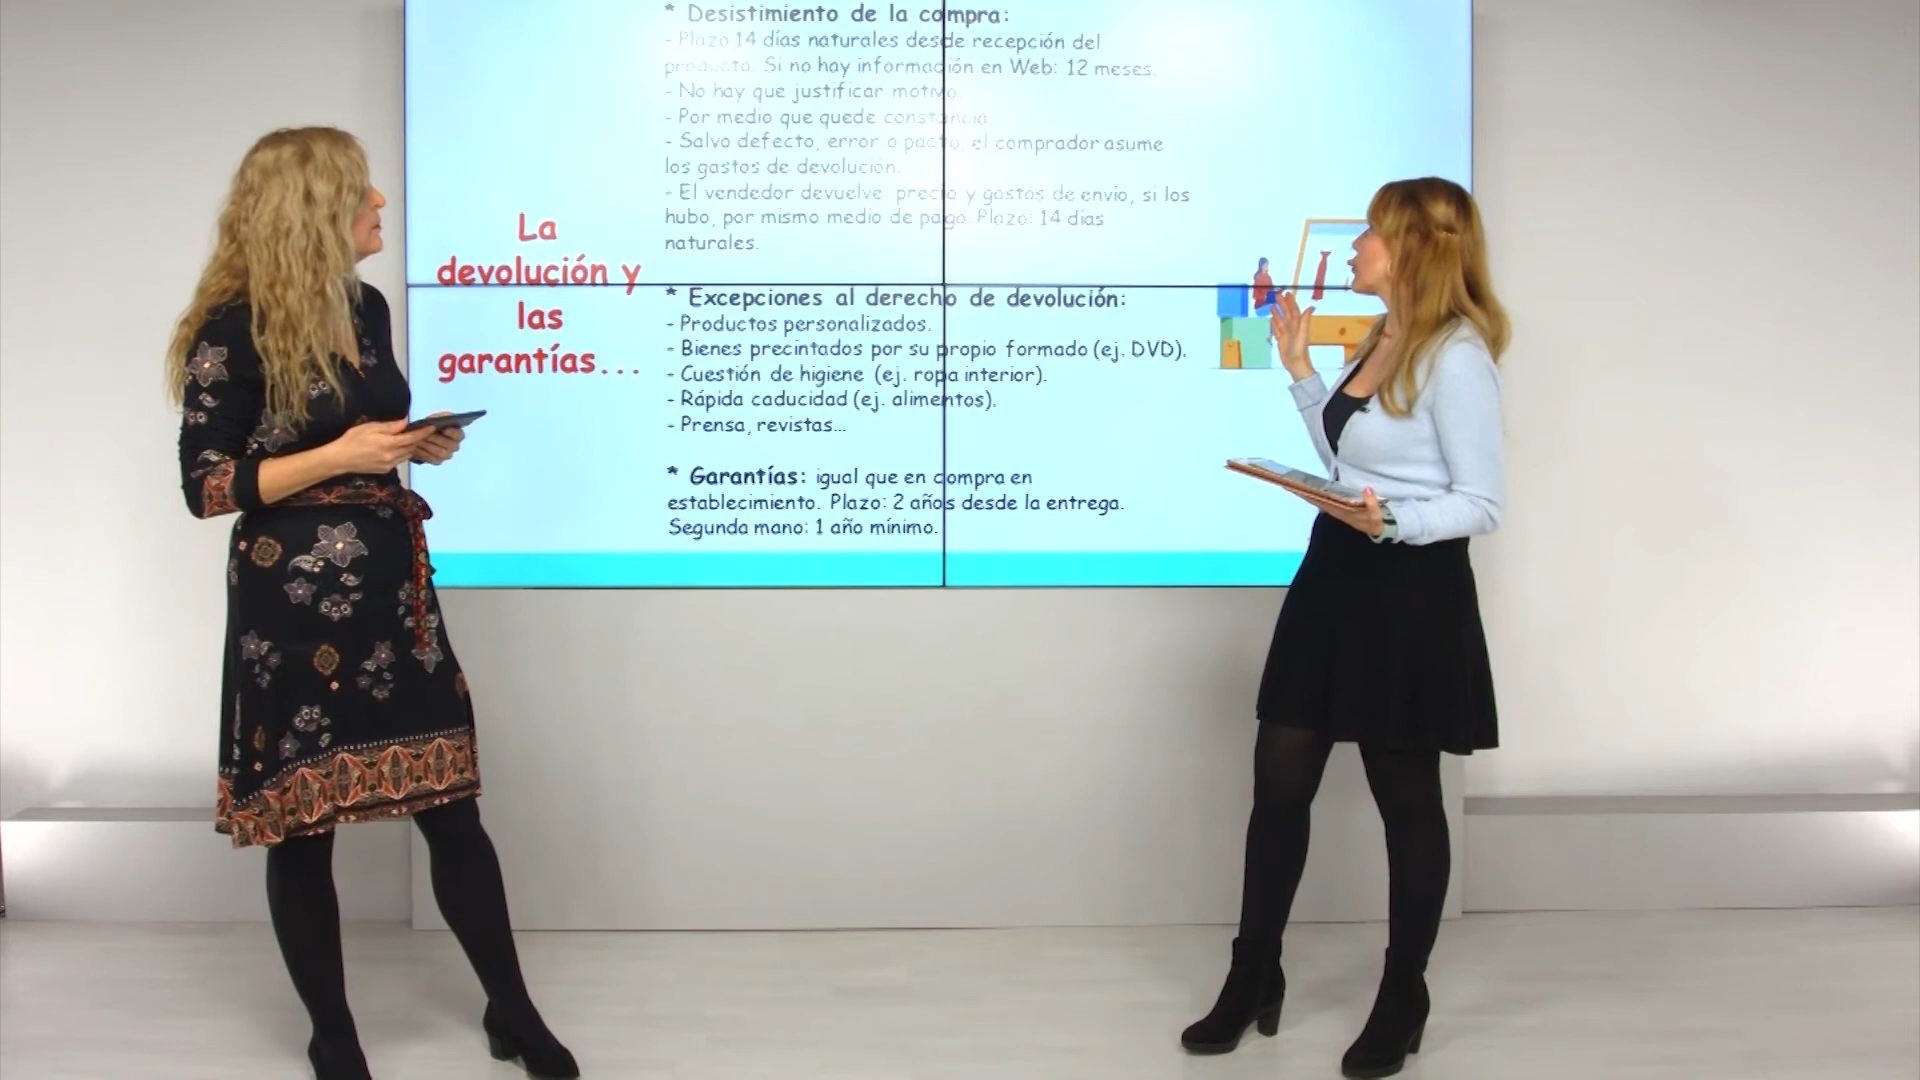 La
devolución y
las
garantías...
* Desistimiento de la compra:
- Plazo 14 días naturales desde recepción del
producto. Si no hay información en Web: 12 meses.
- No hay que justificar motivo.
- Por medio que quede constancia.
- Salvo defecto, error o pacto, el comprador asume
los gastos de devolución.
- El vendedor devuelve precio y gastos de envío, si los
hubo, por mismo medio de pago. Plazo: 14 días
naturales.
* Excepciones al derecho de devolución:
- Productos personalizados.
- Bienes precintados por su propio formado (ej. DVD).
- Cuestión de higiene (ej. ropa interior).
- Rápida caducidad (ej. alimentos).
- Prensa, revistas...
* Garantías: igual que en compra en
establecimiento. Plazo: 2 años desde la entrega.
Segunda mano: 1 año mínimo.